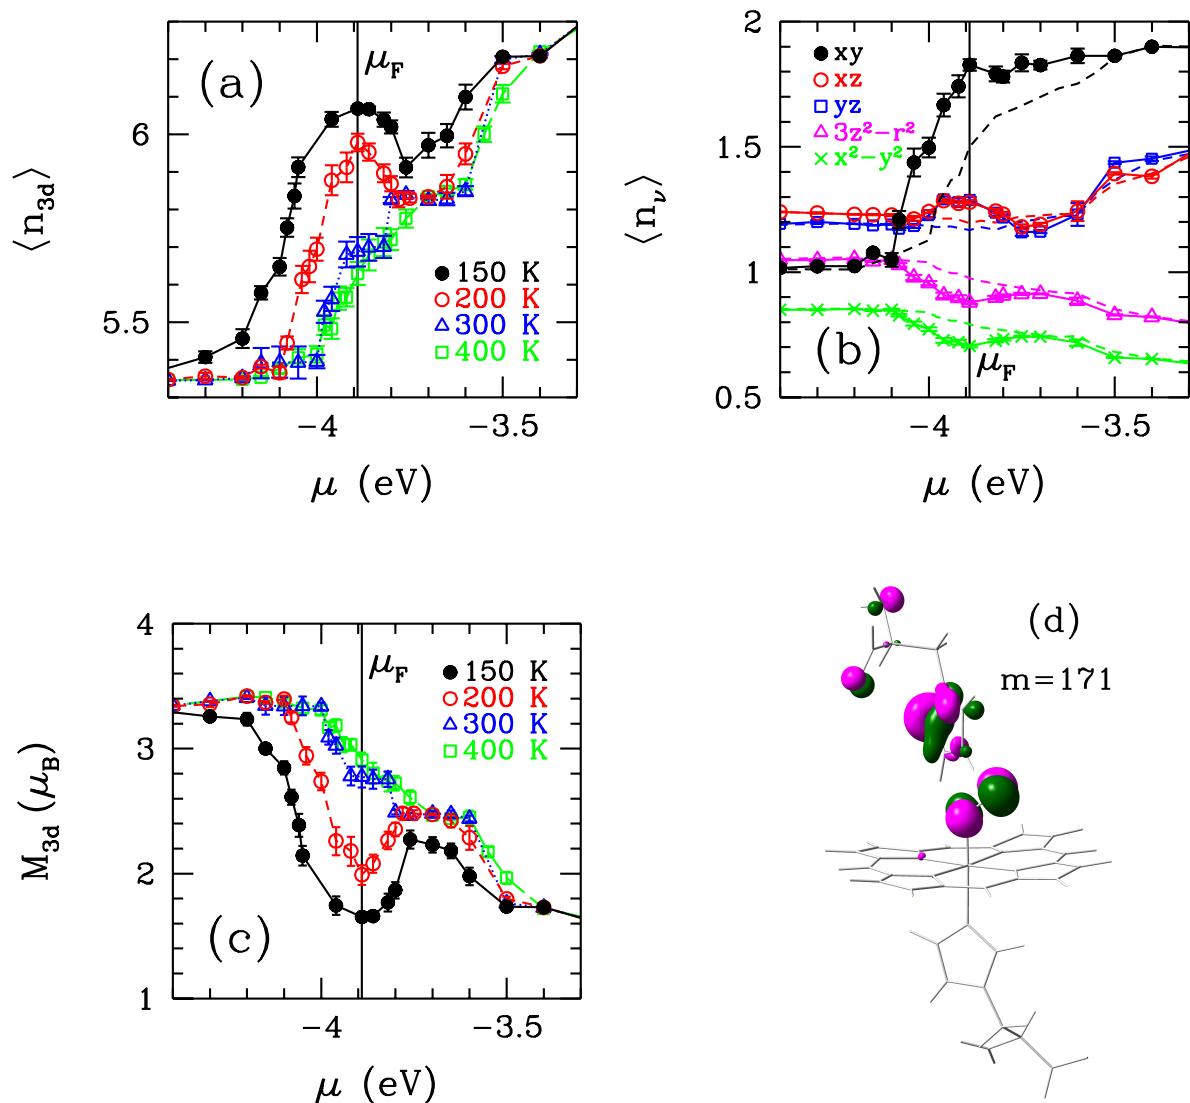 (a)
μF
6
5.5
⟨n3d⟩
150 K
200 K
300 K
400 K
−4
−3.5
μ (eV)
2
1.5
1
0.5
⟨nν⟩
xy
xz
yz
3z²−r²
x²−y²
(b)
μF
−4
−3.5
μ (eV)
4
3
2
1
M3d (μB)
μF
150 K
200 K
300 K
400 K
(c)
−4
−3.5
μ (eV)
(d)
m=171